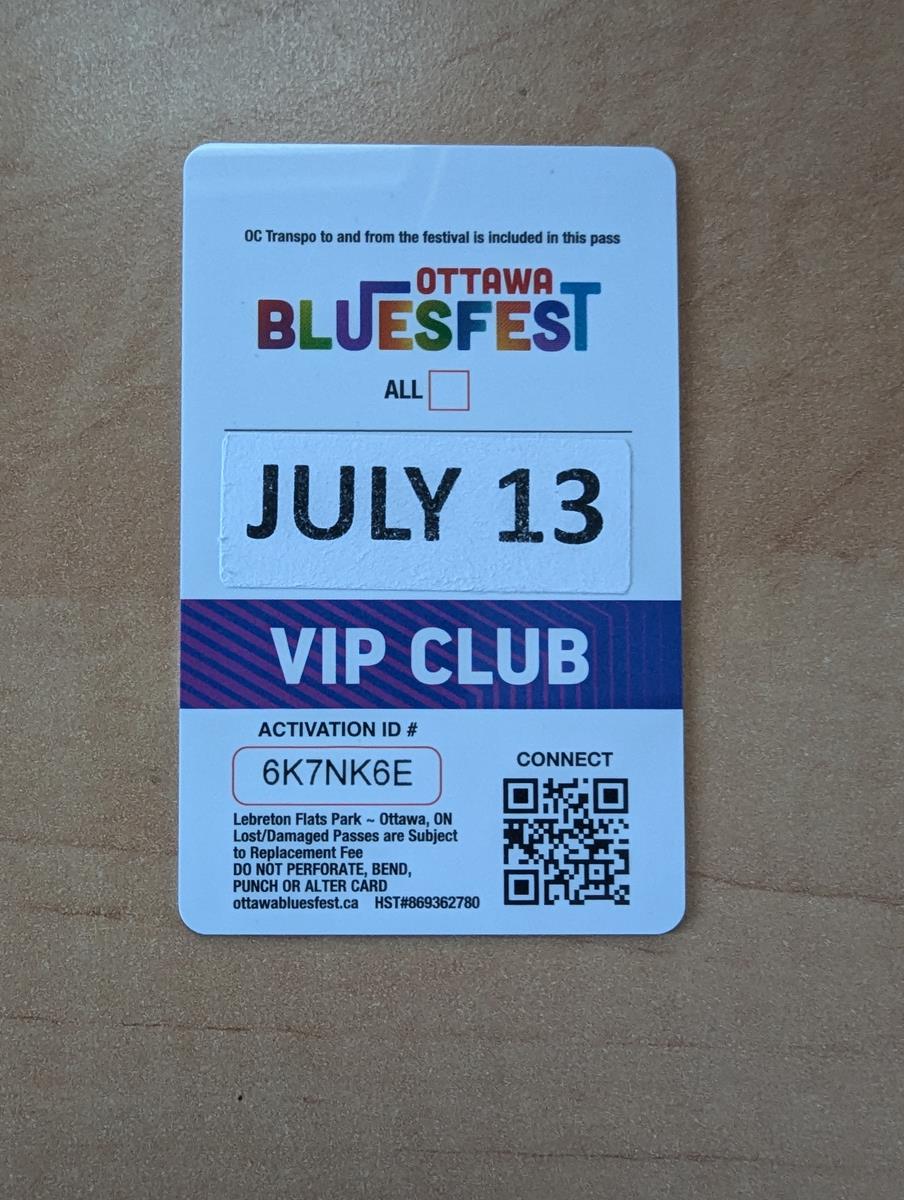 OC Transpo to and from the festival is included in this pass
OTTAWA
BLUESFEST
ALL
JULY 13
VIP CLUB
ACTIVATION ID #
6K7NK6E
CONNECT
Lebreton Flats Park ~ Ottawa, ON
Lost/Damaged Passes are Subject
to Replacement Fee
DO NOT PERFORATE, BEND,
PUNCH OR ALTER CARD
ottawabluesfest.ca HST#869362780